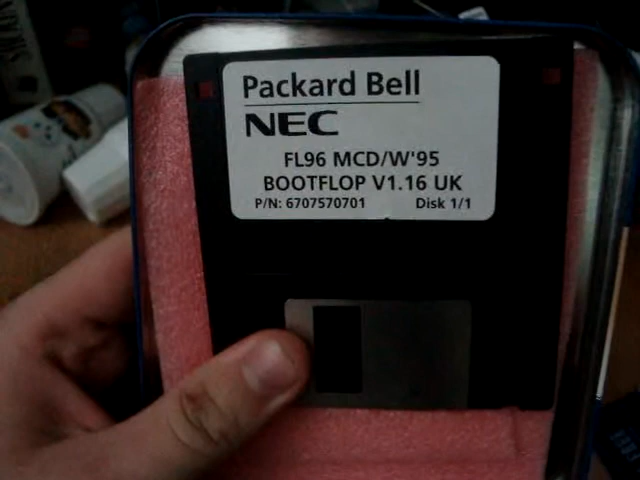 Packard Bell
NEC
FL96 MCD/W'95
BOOTFLOP V1.16 UK
P/N: 6707570701 Disk 1/1